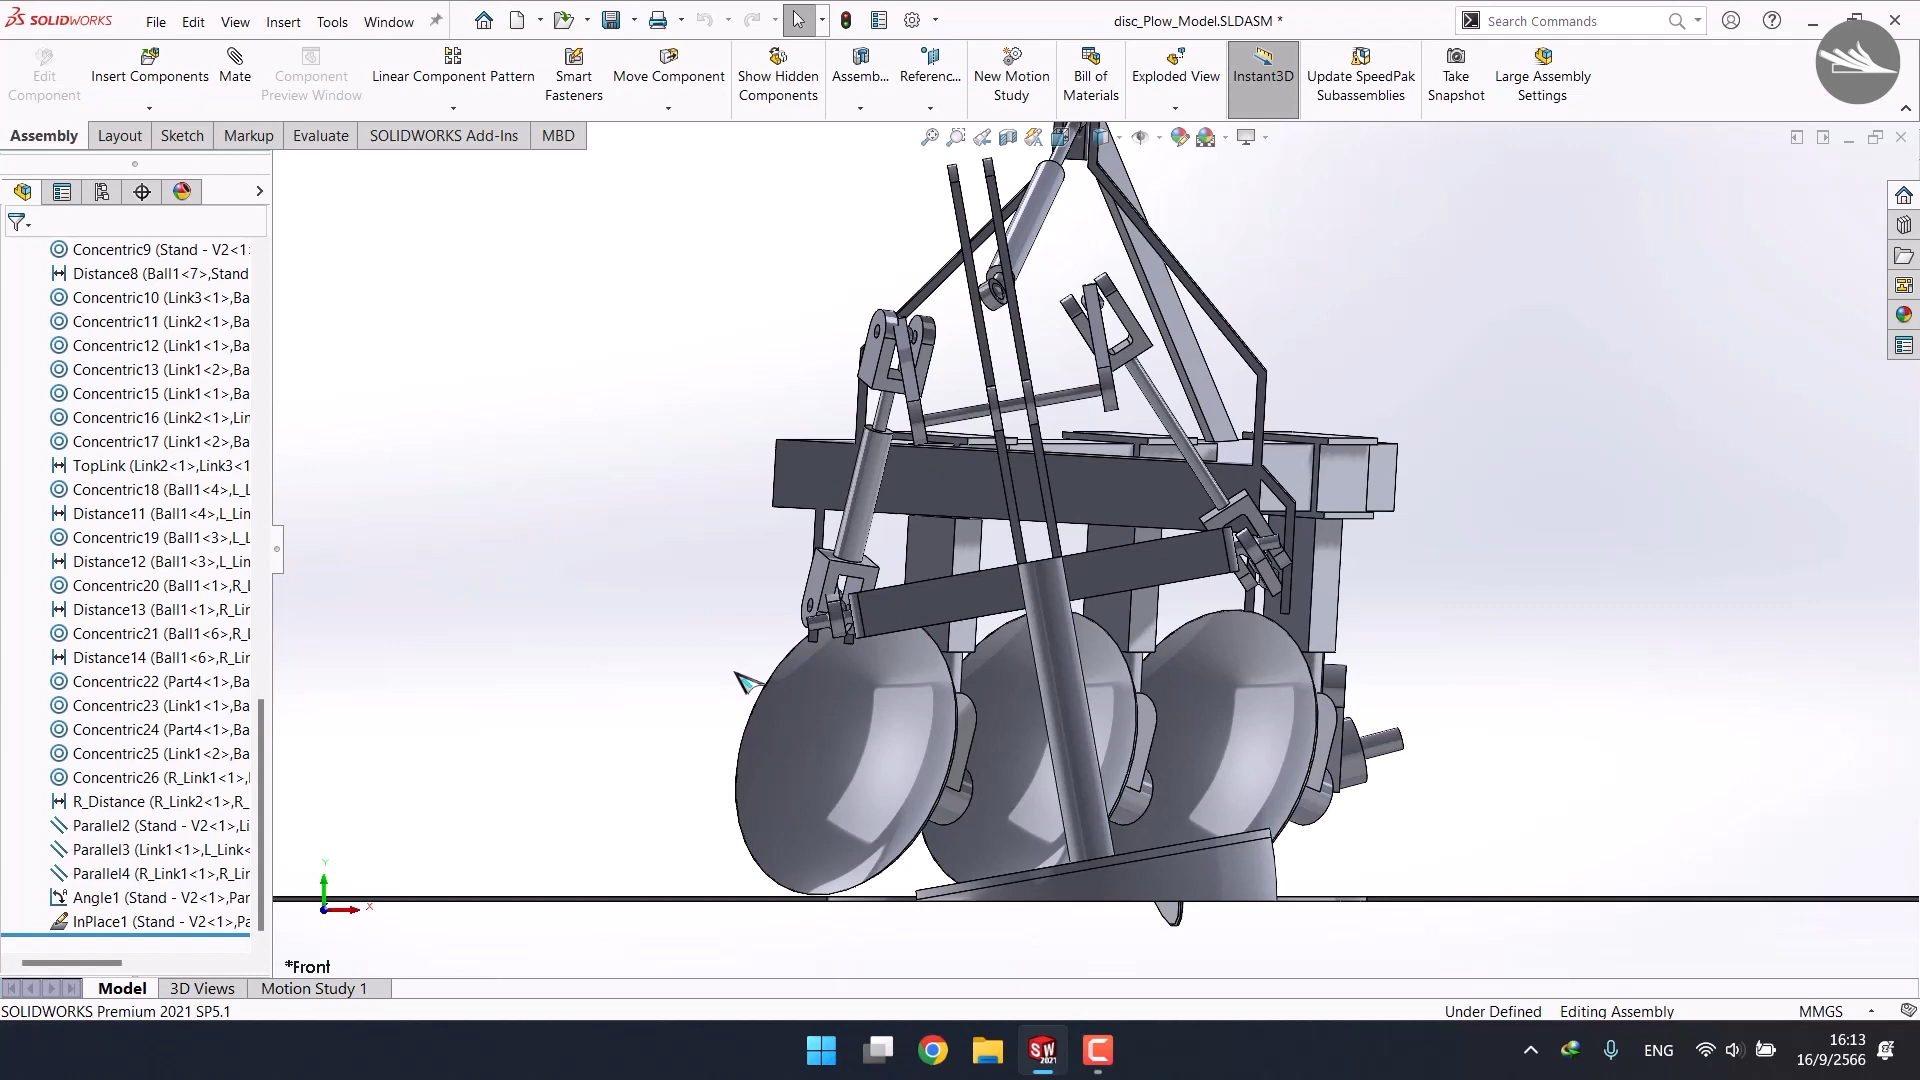 SOLIDWORKS
File Edit View Insert Tools Window
disc_Plow_Model.SLDASM *
Search Commands
Edit Component
Insert Components
Mate
Component Preview Window
Linear Component Pattern
Smart Fasteners
Move Component
Show Hidden Components
Assemb...
Referenc...
New Motion Study
Bill of Materials
Exploded View
Instant3D
Update SpeedPak Subassemblies
Take Snapshot
Large Assembly Settings
Assembly Layout Sketch Markup Evaluate SOLIDWORKS Add-Ins MBD
Concentric9 (Stand - V2<1>
Distance8 (Ball1<7>,Stand
Concentric10 (Link3<1>,Ba
Concentric11 (Link2<1>,Ba
Concentric12 (Link1<1>,Ba
Concentric13 (Link1<2>,Ba
Concentric15 (Link1<1>,Ba
Concentric16 (Link2<1>,Lin
Concentric17 (Link1<2>,Ba
TopLink (Link2<1>,Link3<1
Concentric18 (Ball1<4>,L_L
Distance11 (Ball1<4>,L_Lin
Concentric19 (Ball1<3>,L_L
Distance12 (Ball1<3>,L_Lin
Concentric20 (Ball1<1>,R_L
Distance13 (Ball1<1>,R_Lin
Concentric21 (Ball1<6>,R_L
Distance14 (Ball1<6>,R_Lin
Concentric22 (Part4<1>,Ba
Concentric23 (Link1<1>,Ba
Concentric24 (Part4<1>,Ba
Concentric25 (Link1<2>,Ba
Concentric26 (R_Link1<1>,
R_Distance (R_Link2<1>,R_
Parallel2 (Stand - V2<1>,Li
Parallel3 (Link1<1>,L_Link<
Parallel4 (R_Link1<1>,R_Lin
Angle1 (Stand - V2<1>,Par
InPlace1 (Stand - V2<1>,Pa
Y
X
*Front
Model 3D Views Motion Study 1
SOLIDWORKS Premium 2021 SP5.1
Under Defined Editing Assembly MMGS
SW
2021
ENG
16:13
16/9/2566